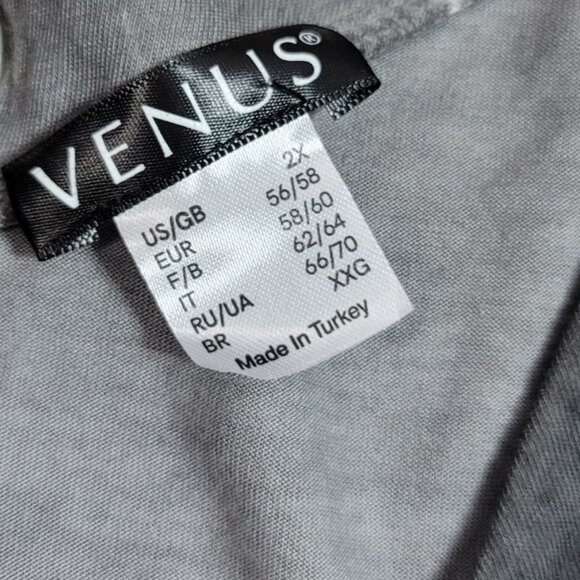 VENUS®
US/GB 2X
EUR 56/58
F/B 58/60
IT 62/64
RU/UA 66/70
BR XXG
Made In Turkey